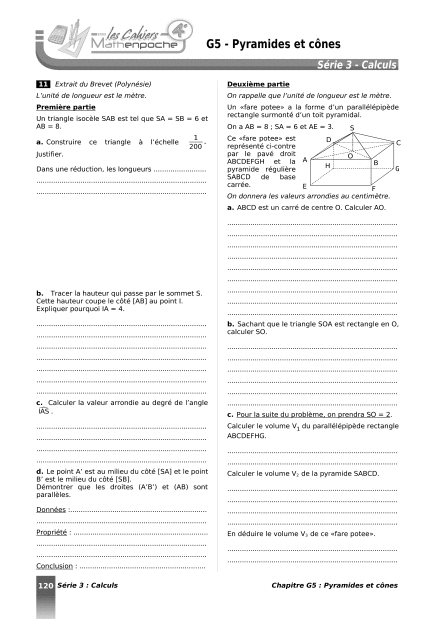 les Cahiers
Mathenpoche
4e
G5 - Pyramides et cônes
Série 3 - Calculs
11 Extrait du Brevet (Polynésie)
L'unité de longueur est le mètre.
Première partie
Un triangle isocèle SAB est tel que SA = SB = 6 et
AB = 8.
a. Construire ce triangle à l'échelle 1/200.
Justifier.
Dans une réduction, les longueurs ......................
b. Tracer la hauteur qui passe par le sommet S.
Cette hauteur coupe le côté [AB] au point I.
Expliquer pourquoi IA = 4.
c. Calculer la valeur arrondie au degré de l'angle
IAS.
d. Le point A' est au milieu du côté [SA] et le point
B' est le milieu du côté [SB].
Démontrer que les droites (A'B') et (AB) sont
parallèles.
Données :......................
Propriété : ......................
Conclusion : ......................
Deuxième partie
On rappelle que l'unité de longueur est le mètre.
Un «fare potee» a la forme d'un parallélépipède
rectangle surmonté d'un toit pyramidal.
On a AB = 8 ; SA = 6 et AE = 3.
Ce «fare potee» est
représenté ci-contre
par le pavé droit
ABCDEFGH et la
pyramide régulière
SABCD de base
carrée.
S
D
C
O
A
H
B
G
E
F
On donnera les valeurs arrondies au centimètre.
a. ABCD est un carré de centre O. Calculer AO.
b. Sachant que le triangle SOA est rectangle en O,
calculer SO.
c. Pour la suite du problème, on prendra SO = 2.
Calculer le volume V1 du parallélépipède rectangle
ABCDEFHG.
Calculer le volume V2 de la pyramide SABCD.
En déduire le volume V3 de ce «fare potee».
120 Série 3 : Calculs
Chapitre G5 : Pyramides et cônes